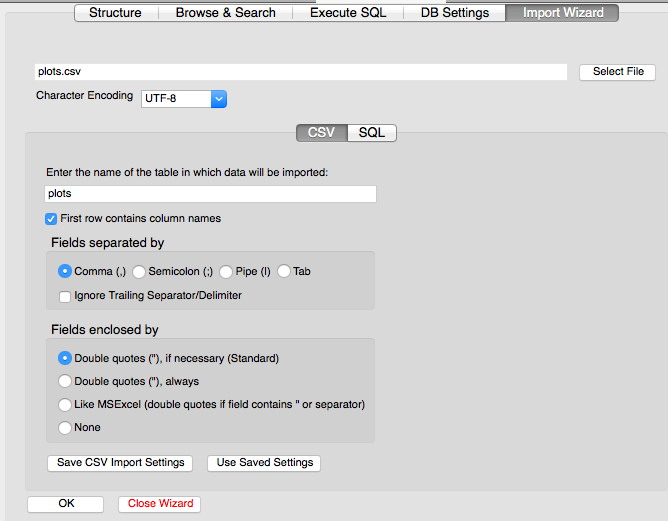 Structure Browse & Search Execute SQL DB Settings Import Wizard
plots.csv Select File
Character Encoding UTF-8
CSV SQL
Enter the name of the table in which data will be imported:
plots
First row contains column names
Fields separated by
Comma (,) Semicolon (;) Pipe (|) Tab
Ignore Trailing Separator/Delimiter
Fields enclosed by
Double quotes ("), if necessary (Standard)
Double quotes ("), always
Like MSExcel (double quotes if field contains " or separator)
None
Save CSV Import Settings Use Saved Settings
OK Close Wizard